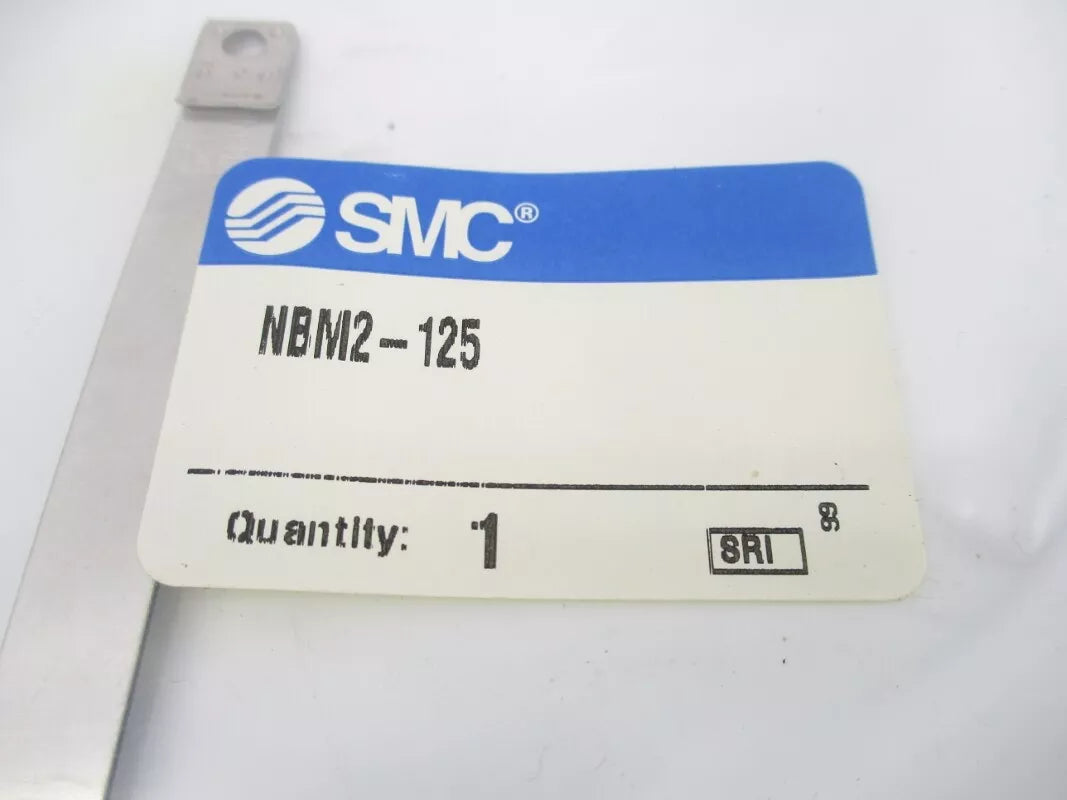 SMC®
NBM2-125
Quantity: 1
SRI
99